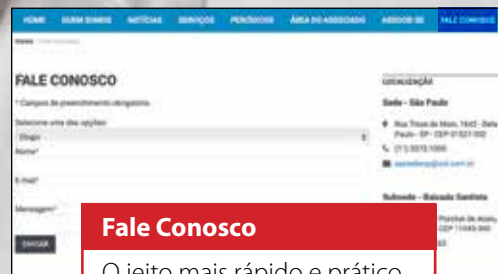 HOME QUEM SOMOS NOTÍCIAS SERVIÇOS PERIÓDICOS ÁREA DO ASSOCIADO ASSOCIE-SE FALE CONOSCO
Home
FALE CONOSCO
* Campos de preenchimento obrigatório.
Selecione uma das opções:
Elogio
Nome*
E-mail*
Mensagem*
ENVIAR
LOCALIZAÇÃO
Sede - São Paulo
Subsede - Baixada Santista
Fale Conosco
O jeito mais rápido e prático